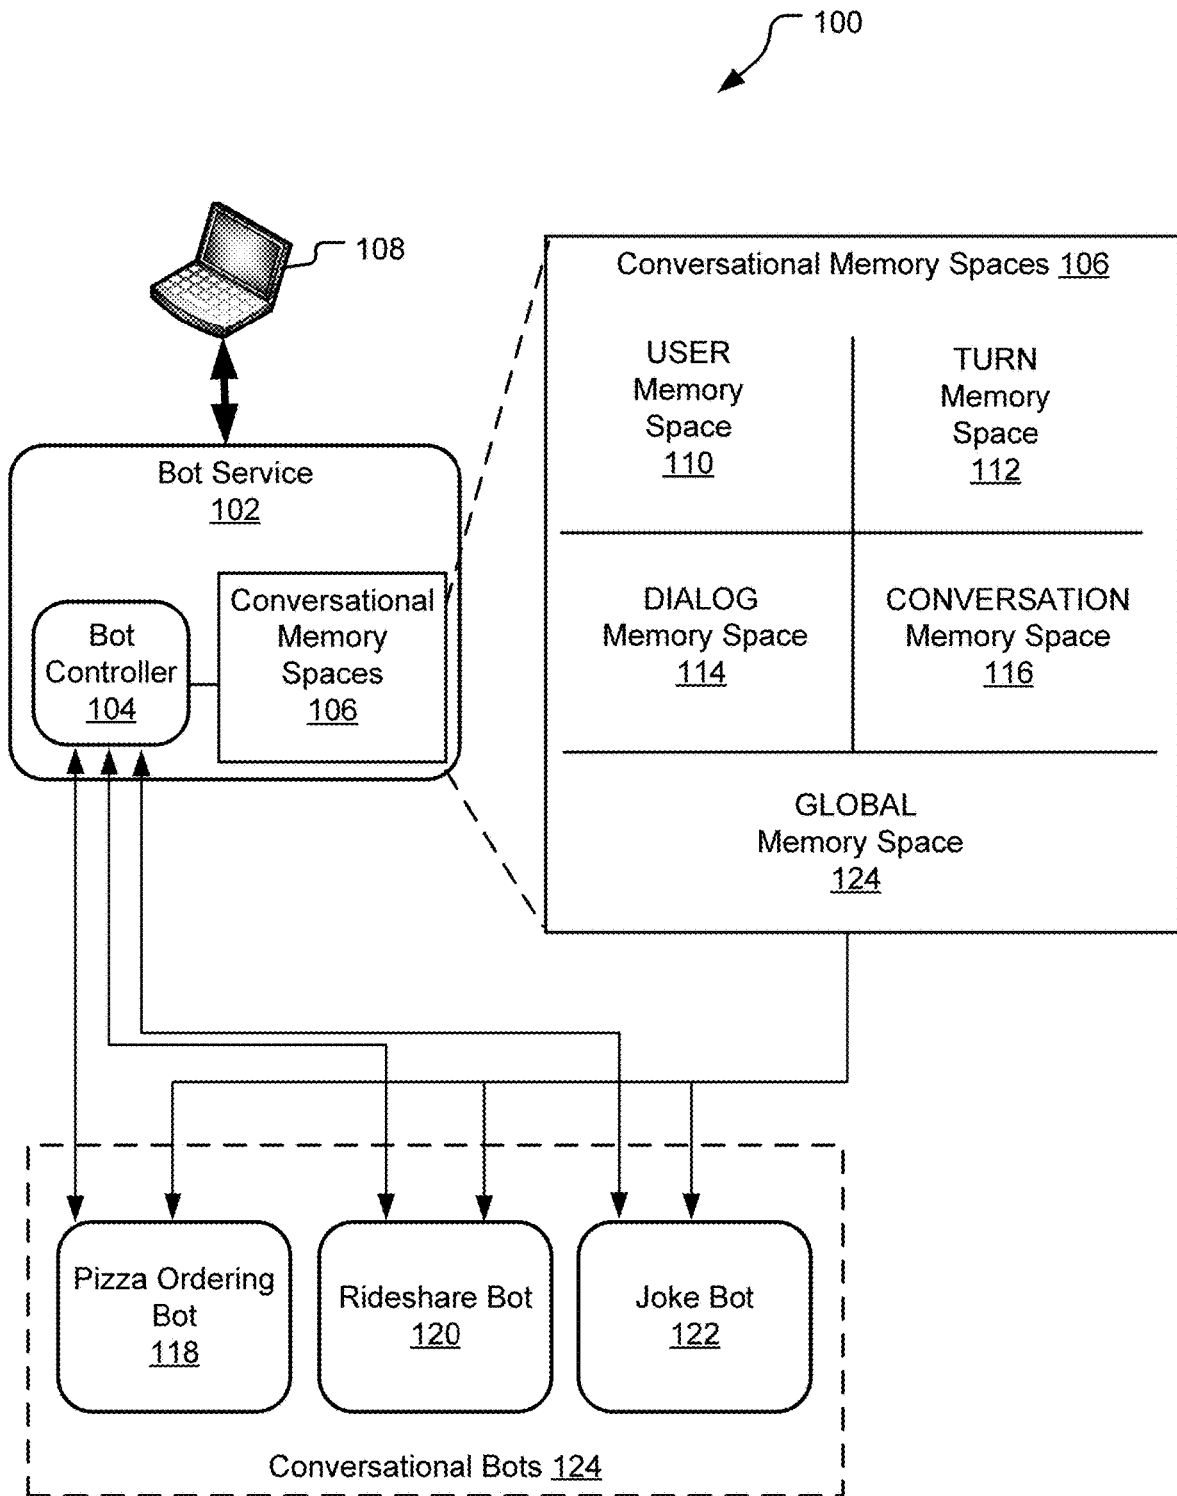 100
108
Conversational Memory Spaces 106
USER
Memory
Space
110
TURN
Memory
Space
112
DIALOG
Memory Space
114
CONVERSATION
Memory Space
116
GLOBAL
Memory Space
124
Bot Service
102
Bot
Controller
104
Conversational
Memory
Spaces
106
Pizza Ordering
Bot
118
Rideshare Bot
120
Joke Bot
122
Conversational Bots 124